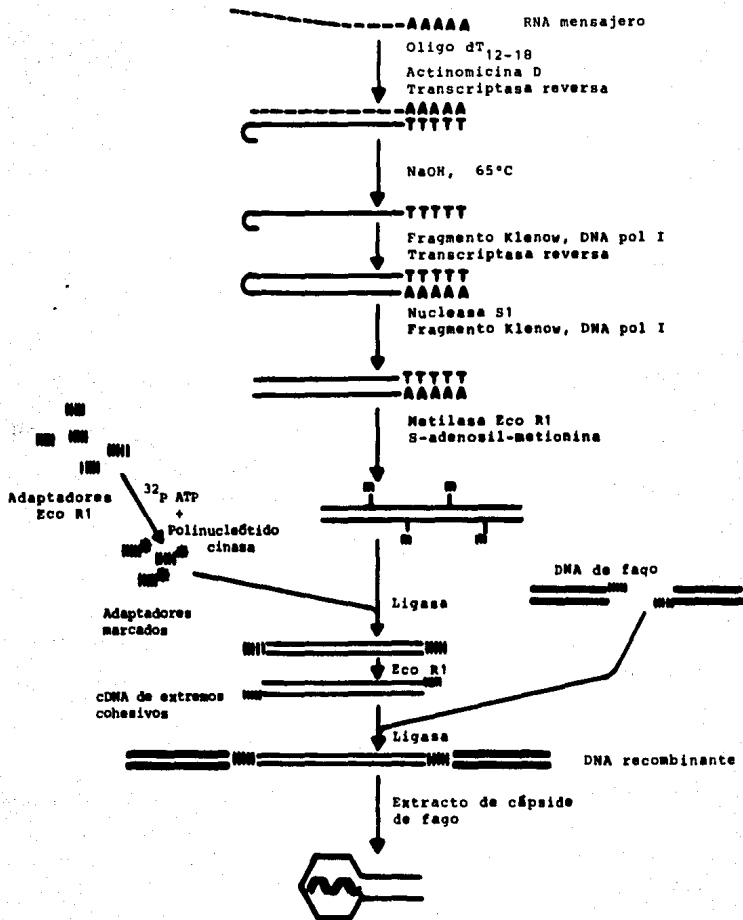 AAAAA RNA mensajero
Oligo dT12-18
Actinomicina D
Transcriptasa reversa
AAAAA
TTTTT
NaOH, 65°C
TTTTT
Fragmento Klenow, DNA pol I
Transcriptasa reversa
TTTTT
AAAAA
Nucleasa S1
Fragmento Klenow, DNA pol I
TTTTT
AAAAA
Metilasa Eco R1
S-adenosil-metionina
Adaptadores
Eco R1
32P ATP
+
Polinucleótido
cinasa
m m
m m
Adaptadores
marcados
Ligasa
DNA de fago
Eco R1
cDNA de extremos
cohesivos
Ligasa
DNA recombinante
Extracto de cápside
de fago